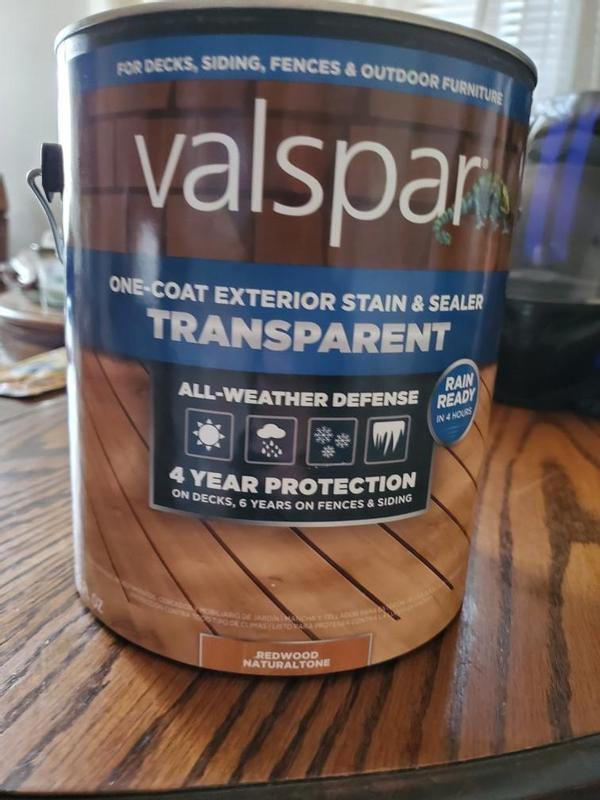 FOR DECKS, SIDING, FENCES & OUTDOOR FURNITURE
valspar®
ONE-COAT EXTERIOR STAIN & SEALER
TRANSPARENT
ALL-WEATHER DEFENSE
RAIN
READY
IN 4 HOURS
4 YEAR PROTECTION
ON DECKS, 6 YEARS ON FENCES & SIDING
OZ
REDWOOD
NATURALTONE